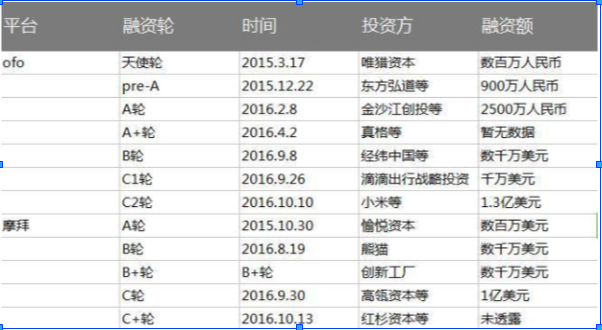 平台 融资轮 时间 投资方 融资额
ofo 天使轮 2015.3.17 唯猫资本 数百万人民币
pre-A 2015.12.22 东方弘道等 900万人民币
A轮 2016.2.8 金沙江创投等 2500万人民币
A+轮 2016.4.2 真格等 暂无数据
B轮 2016.9.8 经纬中国等 数千万美元
C1轮 2016.9.26 滴滴出行战略投资 千万美元
C2轮 2016.10.10 小米等 1.3亿美元
摩拜 A轮 2015.10.30 愉悦资本 数百万美元
B轮 2016.8.19 熊猫 数千万美元
B+轮 B+轮 创新工厂 数千万美元
C轮 2016.9.30 高瓴资本等 1亿美元
C+轮 2016.10.13 红杉资本等 未透露